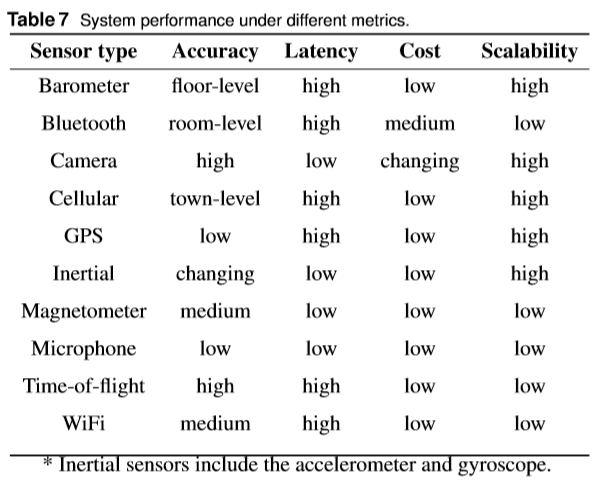 Table 7 System performance under different metrics.
Sensor type Accuracy Latency Cost Scalability
Barometer floor-level high low high
Bluetooth room-level high medium low
Camera high low changing high
Cellular town-level high low high
GPS low high low high
Inertial changing low low high
Magnetometer medium low low low
Microphone low low low low
Time-of-flight high high low low
WiFi medium high low low
* Inertial sensors include the accelerometer and gyroscope.